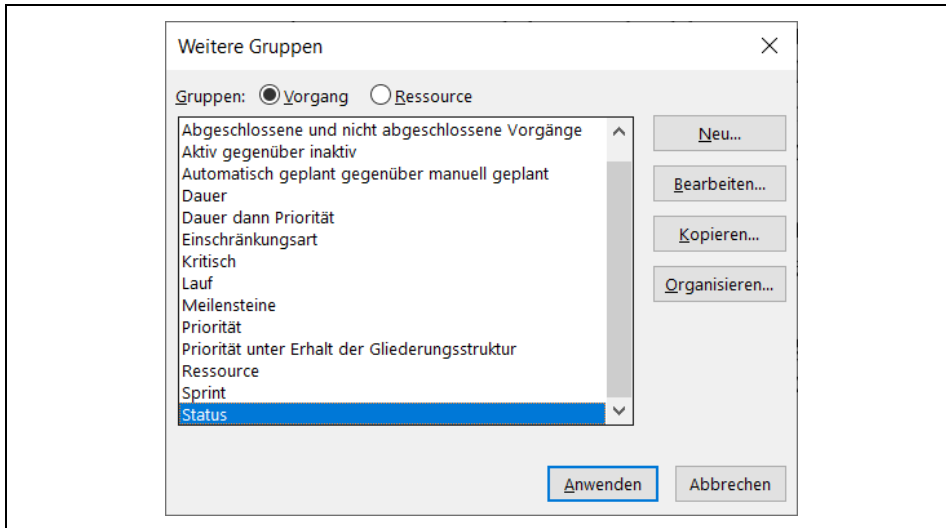 Weitere Gruppen
Gruppen: Vorgang Ressource
Abgeschlossene und nicht abgeschlossene Vorgänge
Aktiv gegenüber inaktiv
Automatisch geplant gegenüber manuell geplant
Dauer
Dauer dann Priorität
Einschränkungsart
Kritisch
Lauf
Meilensteine
Priorität
Priorität unter Erhalt der Gliederungsstruktur
Ressource
Sprint
Status
Neu...
Bearbeiten...
Kopieren...
Organisieren...
Anwenden Abbrechen